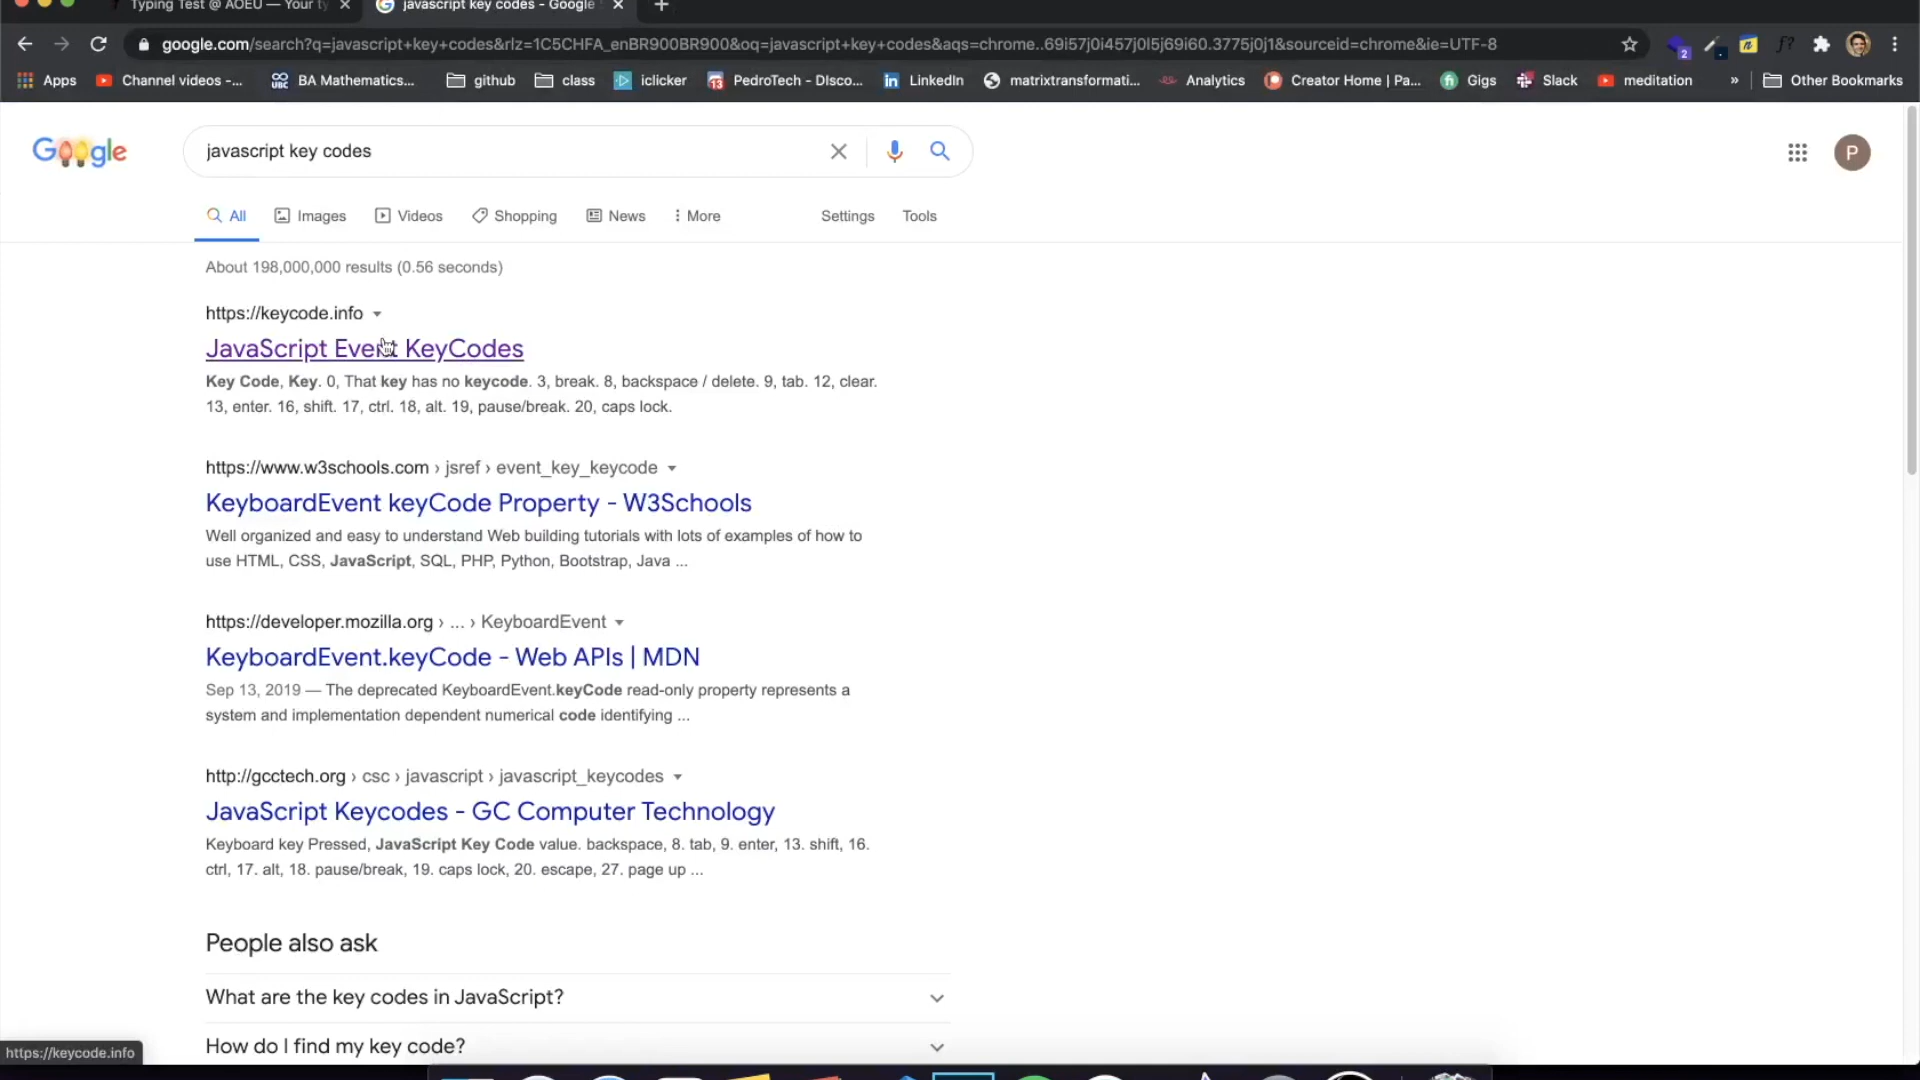 Typing Test @ AOEU — Your ty
javascript key codes - Google
google.com/search?q=javascript+key+codes&rlz=1C5CHFA_enBR900BR900&oq=javascript+key+codes&aqs=chrome..69i57j0i457j0l5j69i60.3775j0j1&sourceid=chrome&ie=UTF-8
2
Apps Channel videos -... UBC BA Mathematics... github class iclicker 13 PedroTech - DIsco... LinkedIn matrixtransformati... Analytics Creator Home | Pa... Gigs Slack meditation » Other Bookmarks
Google javascript key codes P
All Images Videos Shopping News More Settings Tools
About 198,000,000 results (0.56 seconds)
https://keycode.info
JavaScript Event KeyCodes
Key Code, Key. 0, That key has no keycode. 3, break. 8, backspace / delete. 9, tab. 12, clear.
13, enter. 16, shift. 17, ctrl. 18, alt. 19, pause/break. 20, caps lock.
https://www.w3schools.com › jsref › event_key_keycode
KeyboardEvent keyCode Property - W3Schools
Well organized and easy to understand Web building tutorials with lots of examples of how to
use HTML, CSS, JavaScript, SQL, PHP, Python, Bootstrap, Java ...
https://developer.mozilla.org › ... › KeyboardEvent
KeyboardEvent.keyCode - Web APIs | MDN
Sep 13, 2019 — The deprecated KeyboardEvent.keyCode read-only property represents a
system and implementation dependent numerical code identifying ...
http://gcctech.org › csc › javascript › javascript_keycodes
JavaScript Keycodes - GC Computer Technology
Keyboard key Pressed, JavaScript Key Code value. backspace, 8. tab, 9. enter, 13. shift, 16.
ctrl, 17. alt, 18. pause/break, 19. caps lock, 20. escape, 27. page up ...
People also ask
What are the key codes in JavaScript?
How do I find my key code?
https://keycode.info